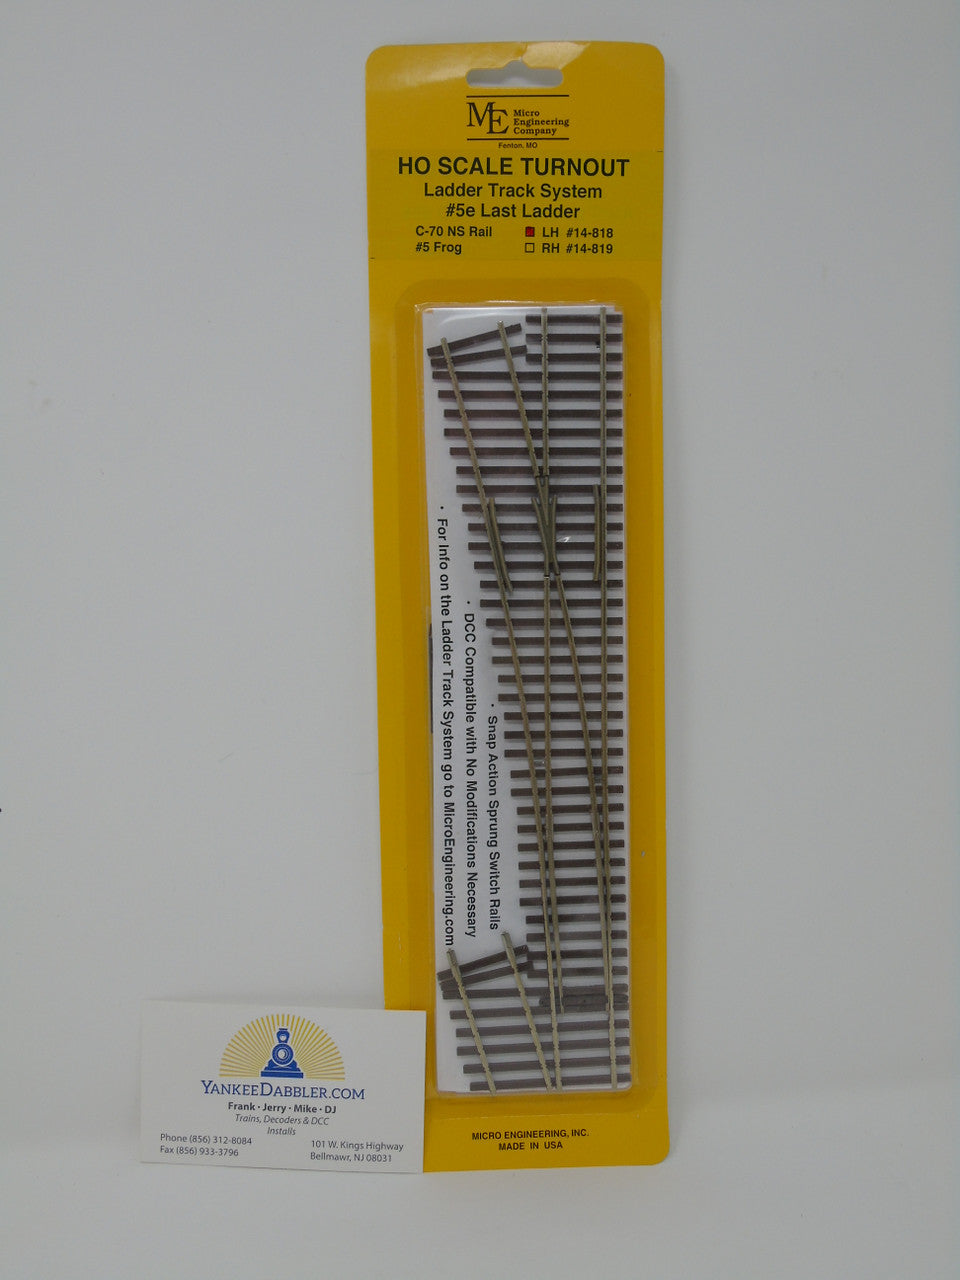 ME Micro
Engineering
Company
Fenton, MO
HO SCALE TURNOUT
Ladder Track System
#5e Last Ladder
C-70 NS Rail LH #14-818
#5 Frog RH #14-819
• Snap Action Sprung Switch Rails
• DCC Compatible with No Modifications Necessary
• For Info on the Ladder Track System go to MicroEngineering.com
MICRO ENGINEERING, INC.
MADE IN USA
YANKEEDABBLER.COM
Frank • Jerry • Mike • DJ
Trains, Decoders & DCC
Installs
Phone (856) 312-8084
Fax (856) 933-3796
101 W. Kings Highway
Bellmawr, NJ 08031